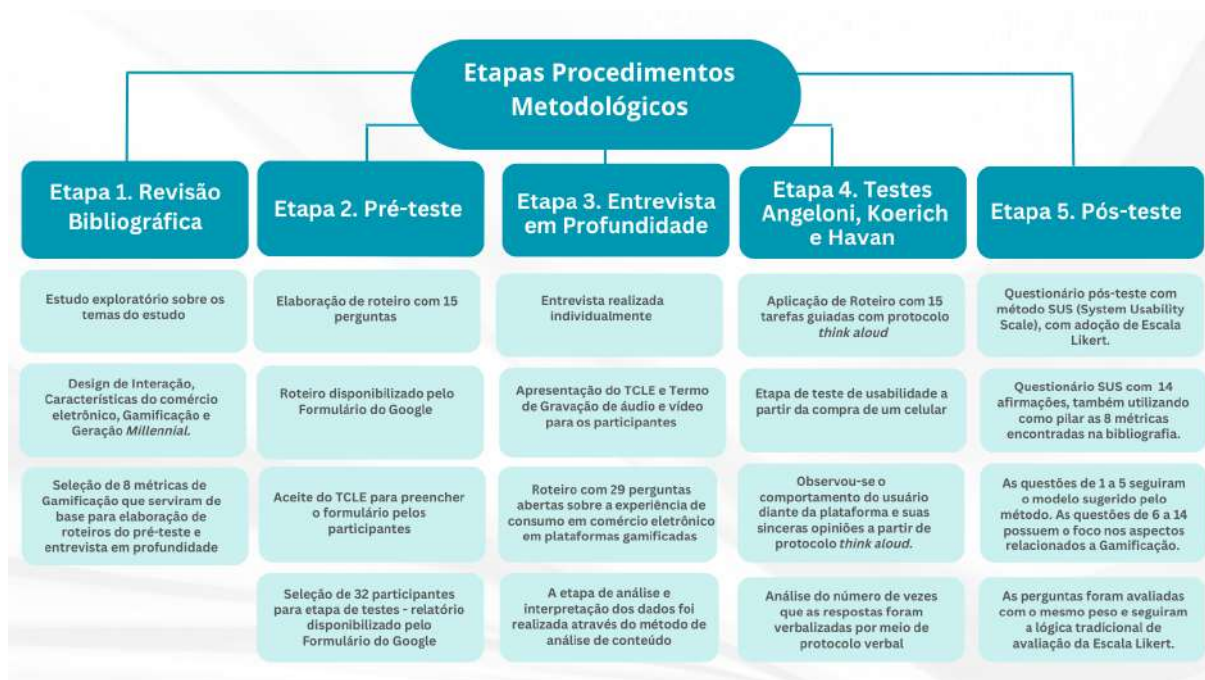 Etapas Procedimentos
Metodológicos
Etapa 1. Revisão
Bibliográfica
Estudo exploratório sobre os
temas do estudo
Design de Interação,
Características do comércio
eletrônico, Gamificação e
Geração Millennial.
Seleção de 8 métricas de
Gamificação que serviram de
base para elaboração de
roteiros do pré-teste e
entrevista em profundidade
Etapa 2. Pré-teste
Elaboração de roteiro com 15
perguntas
Roteiro disponibilizado pelo
Formulário do Google
Aceite do TCLE para preencher
o formulário pelos
participantes
Seleção de 32 participantes
para etapa de testes - relatório
disponibilizado pelo
Formulário do Google
Etapa 3. Entrevista
em Profundidade
Entrevista realizada
individualmente
Apresentação do TCLE e Termo
de Gravação de áudio e vídeo
para os participantes
Roteiro com 29 perguntas
abertas sobre a experiência de
consumo em comércio eletrônico
em plataformas gamificadas
A etapa de análise e
interpretação dos dados foi
realizada através do método de
análise de conteúdo
Etapa 4. Testes
Angeloni, Koerich
e Havan
Aplicação de Roteiro com 15
tarefas guiadas com protocolo
think aloud
Etapa de teste de usabilidade a
partir da compra de um celular
Observou-se o
comportamento do usuário
diante da plataforma e suas
sinceras opiniões a partir de
protocolo think aloud.
Análise do número de vezes
que as respostas foram
verbalizadas por meio de
protocolo verbal
Etapa 5. Pós-teste
Questionário pós-teste com
método SUS (System Usability
Scale), com adoção de Escala
Likert.
Questionário SUS com 14
afirmações, também utilizando
como pilar as 8 métricas
encontradas na bibliografia.
As questões de 1 a 5 seguiram
o modelo sugerido pelo
método. As questões de 6 a 14
possuem o foco nos aspectos
relacionados a Gamificação.
As perguntas foram avaliadas
com o mesmo peso e seguiram
a lógica tradicional de
avaliação da Escala Likert.